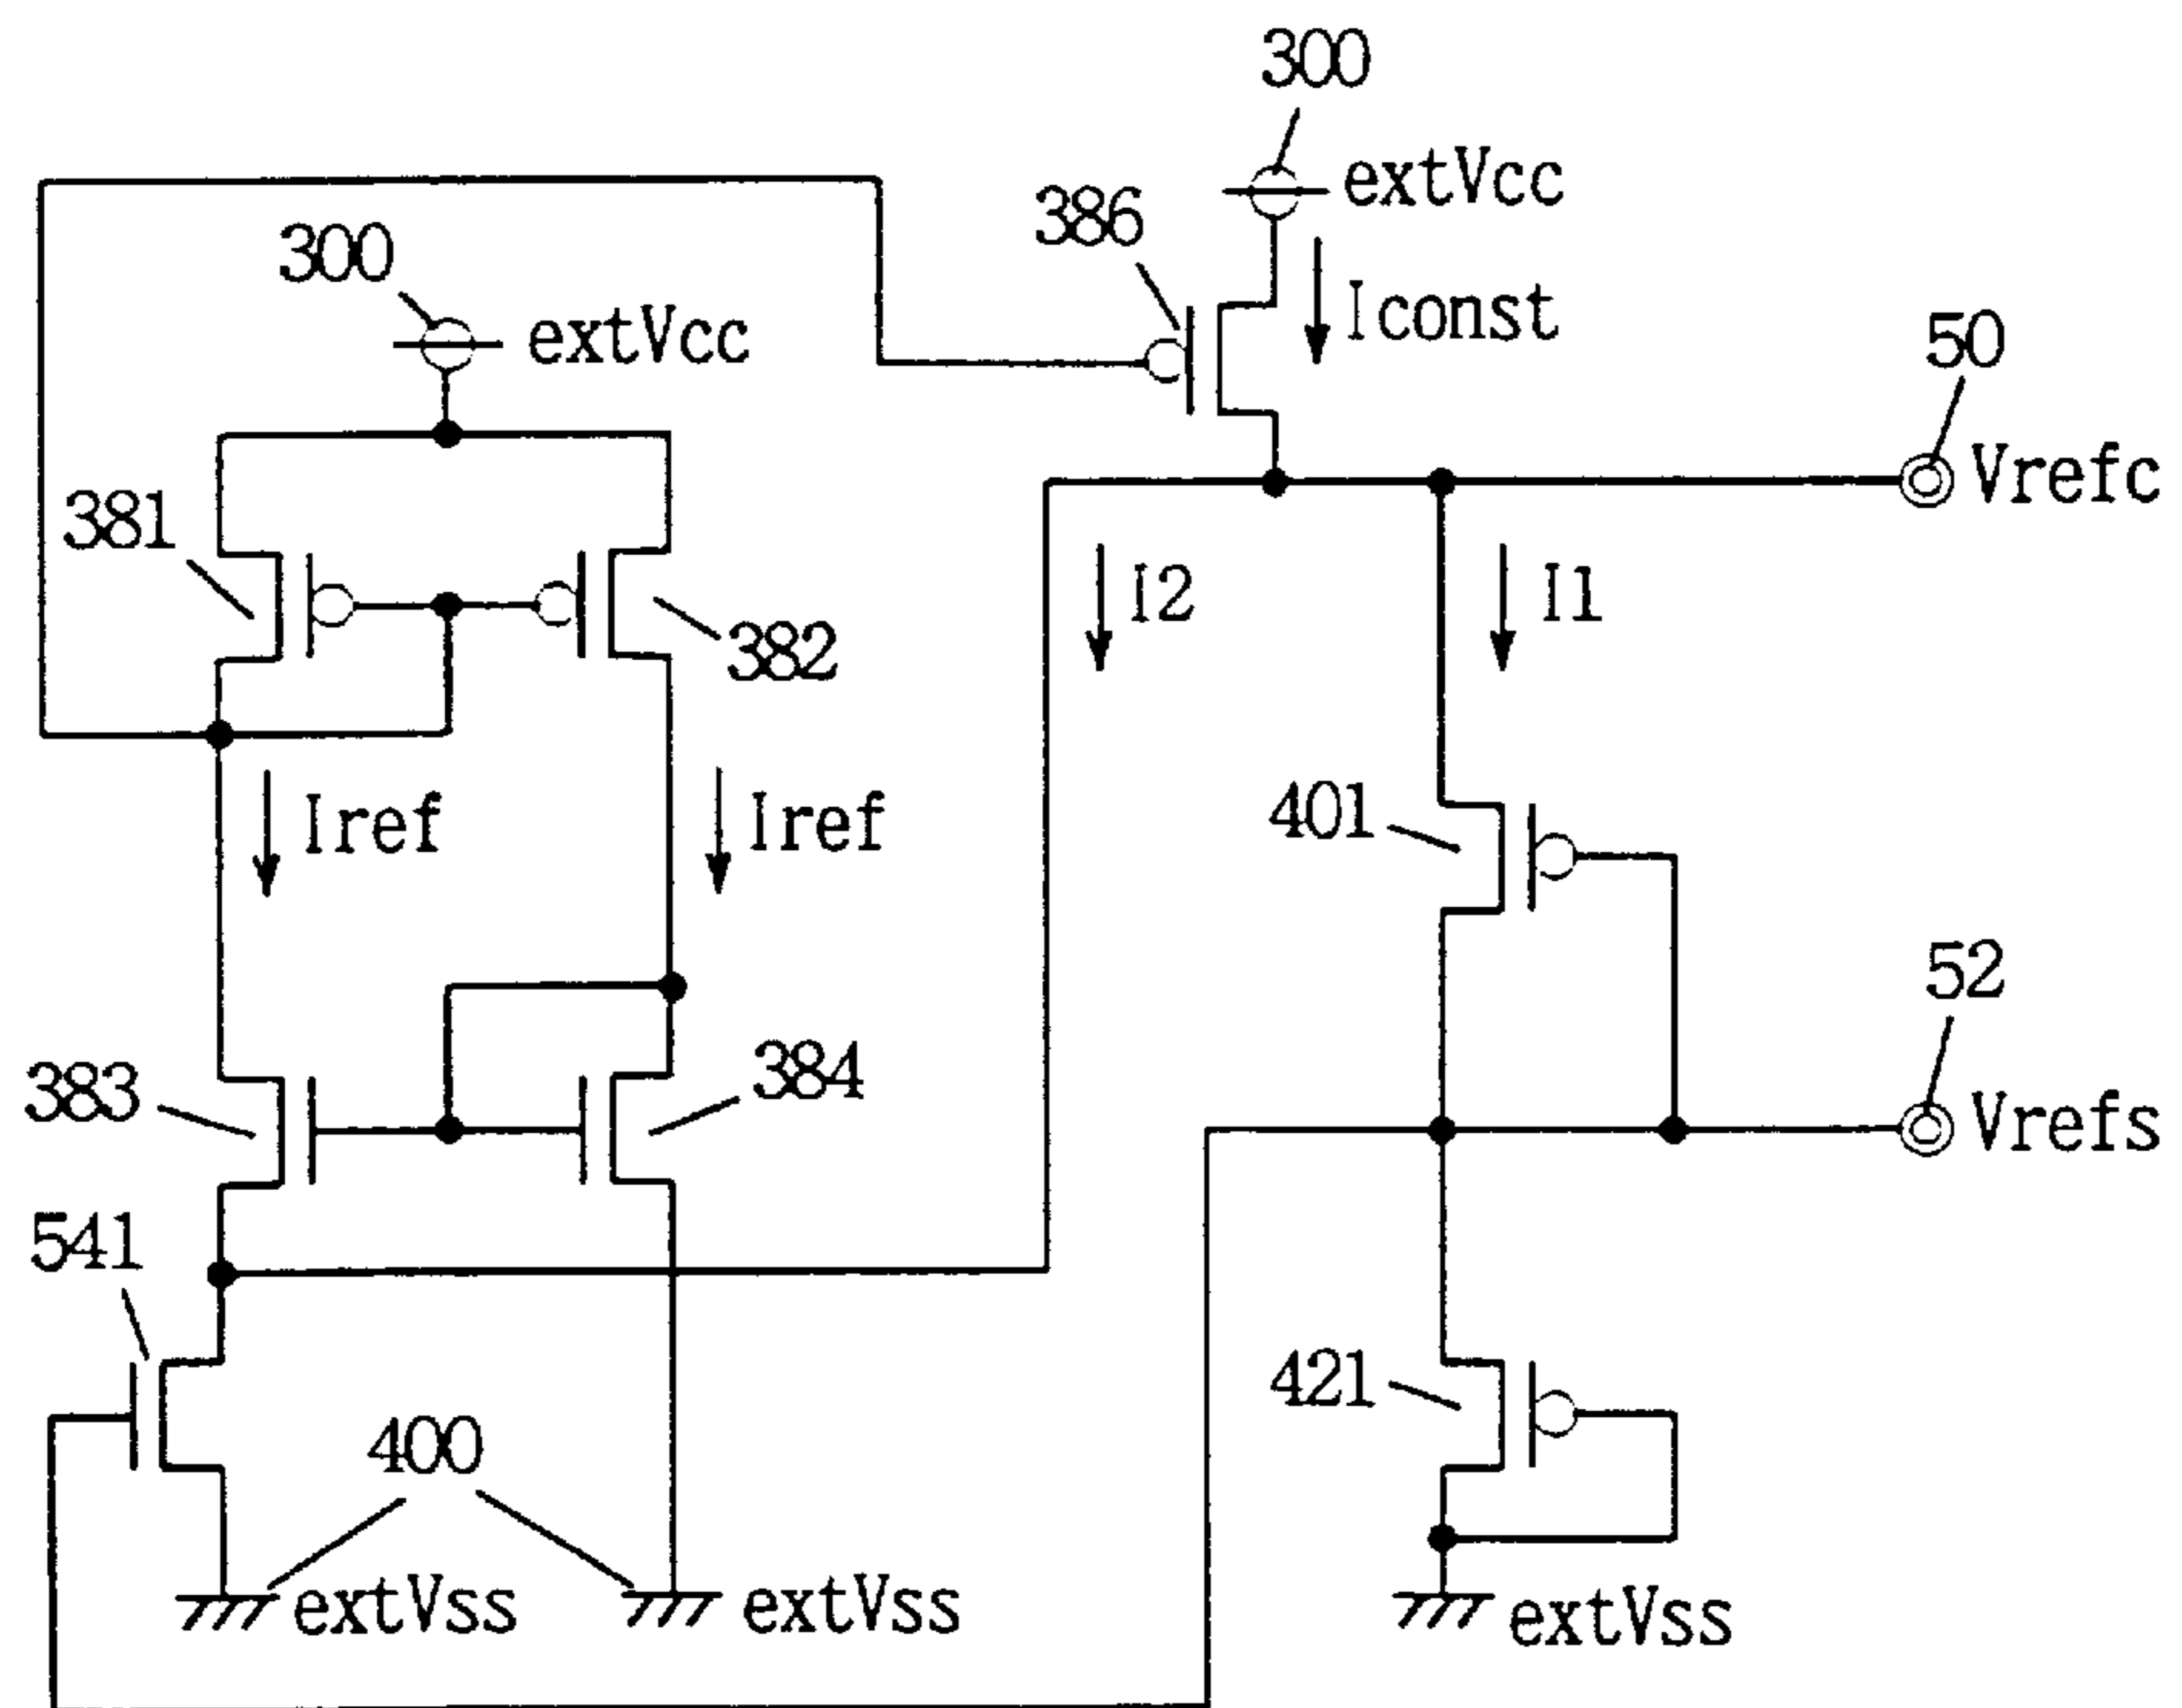 300
extVcc
386
Iconst
300
extVcc
50
Vrefc
381
382
I2
I1
Iref
Iref
401
52
Vrefs
383
384
541
421
400
extVss
extVss
extVss